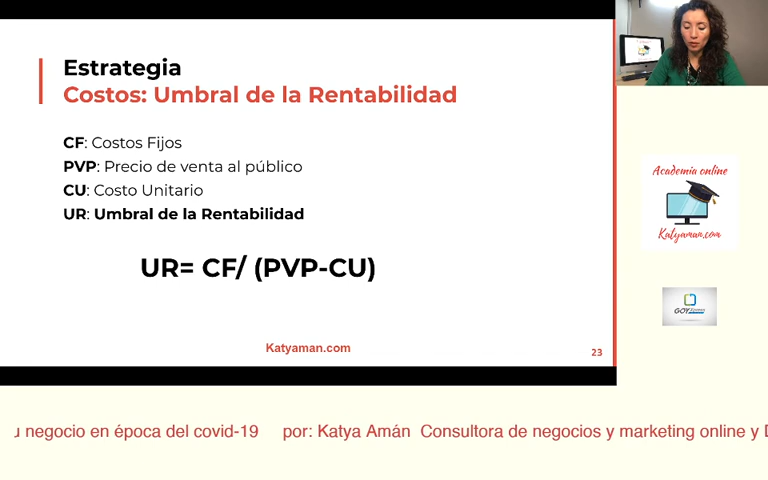 Estrategia
Costos: Umbral de la Rentabilidad
CF: Costos Fijos
PVP: Precio de venta al público
CU: Costo Unitario
UR: Umbral de la Rentabilidad
UR= CF/ (PVP-CU)
Katyaman.com
23
Academia online
Katyaman.com
GOY
negocio en época del covid-19 por: Katya Amán Consultora de negocios y marketing online y